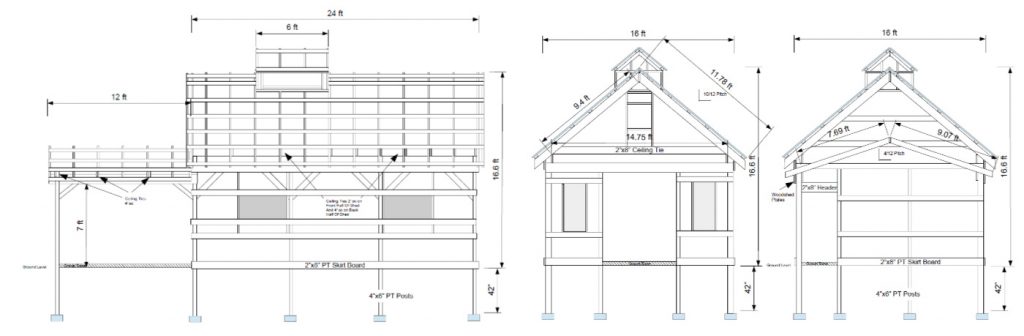 24 ft
6 ft
12 ft
16.6 ft
Ceiling Ties
4' oc
Ceiling Ties 2' oc on
Front Half Of Shed
And 4' oc on Back
Half Of Shed
7 ft
Ground Level
2"x6" PT Skirt Board
4"x6" PT Posts
42"
16 ft
11.78 ft
9.4 ft
10/12 Pitch
14.75 ft
2"x6" Ceiling Tie
16.6 ft
42"
16 ft
7.69 ft
9.07 ft
4/12 Pitch
Woodshed
Plates
2"x8" Header
16.6 ft
Ground Level
2"x8" PT Skirt Board
4"x6" PT Posts
42"